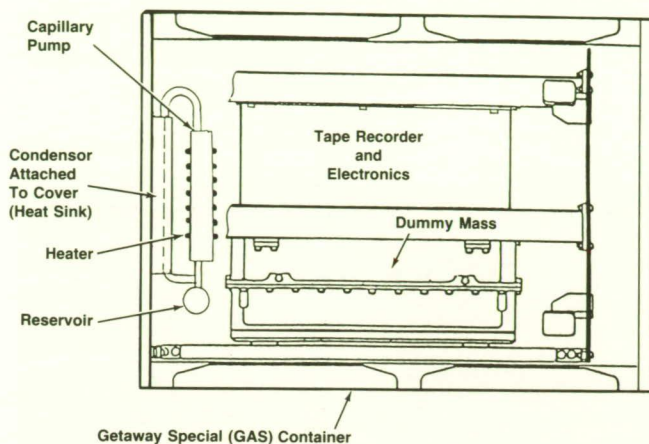 Capillary
Pump
Condensor
Attached
To Cover
(Heat Sink)
Heater
Reservoir
Tape Recorder
and
Electronics
Dummy Mass
Getaway Special (GAS) Container